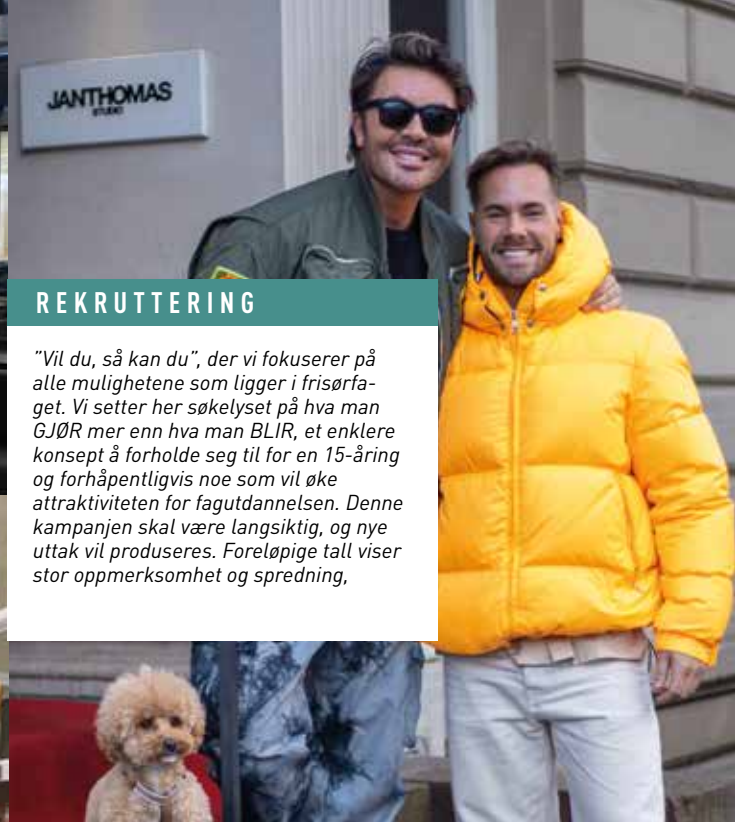 JANTHOMAS
STUDIO
REKRUTTERING
”Vil du, så kan du”, der vi fokuserer på
alle mulighetene som ligger i frisørfa-
get. Vi setter her søkelyset på hva man
GJØR mer enn hva man BLIR, et enklere
konsept å forholde seg til for en 15-åring
og forhåpentligvis noe som vil øke
attraktiviteten for fagutdannelsen. Denne
kampanjen skal være langsiktig, og nye
uttak vil produseres. Foreløpige tall viser
stor oppmerksomhet og spredning,